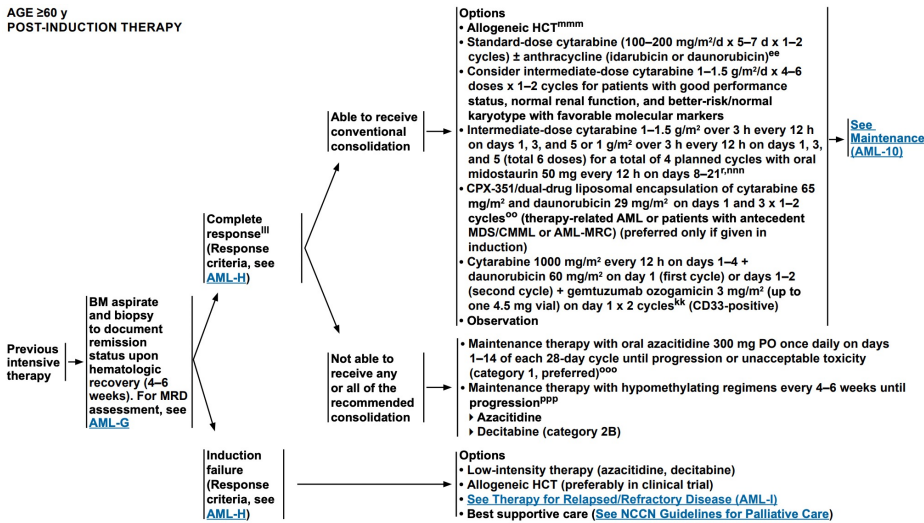 AGE ≥60 y
POST-INDUCTION THERAPY
Previous
intensive
therapy
BM aspirate
and biopsy
to document
remission
status upon
hematologic
recovery (4–6
weeks). For MRD
assessment, see
AML-G
Complete
response^lll
(Response
criteria, see
AML-H)
Able to receive
conventional
consolidation
Options
• Allogeneic HCT^mmm
• Standard-dose cytarabine (100–200 mg/m²/d x 5–7 d x 1–2
cycles) ± anthracycline (idarubicin or daunorubicin)^ee
• Consider intermediate-dose cytarabine 1–1.5 g/m²/d x 4–6
doses x 1–2 cycles for patients with good performance
status, normal renal function, and better-risk/normal
karyotype with favorable molecular markers
• Intermediate-dose cytarabine 1–1.5 g/m² over 3 h every 12 h
on days 1, 3, and 5 or 1 g/m² over 3 h every 12 h on days 1, 3,
and 5 (total 6 doses) for a total of 4 planned cycles with oral
midostaurin 50 mg every 12 h on days 8–21^r,nnn
• CPX-351/dual-drug liposomal encapsulation of cytarabine 65
mg/m² and daunorubicin 29 mg/m² on days 1 and 3 x 1–2
cycles^oo (therapy-related AML or patients with antecedent
MDS/CMML or AML-MRC) (preferred only if given in
induction)
• Cytarabine 1000 mg/m² every 12 h on days 1–4 +
daunorubicin 60 mg/m² on day 1 (first cycle) or days 1–2
(second cycle) + gemtuzumab ozogamicin 3 mg/m² (up to
one 4.5 mg vial) on day 1 x 2 cycles^kk (CD33-positive)
• Observation
See
Maintenance
(AML-10)
Not able to
receive any
or all of the
recommended
consolidation
• Maintenance therapy with oral azacitidine 300 mg PO once daily on days
1–14 of each 28-day cycle until progression or unacceptable toxicity
(category 1, preferred)^ooo
• Maintenance therapy with hypomethylating regimens every 4–6 weeks until
progression^ppp
▸ Azacitidine
▸ Decitabine (category 2B)
Induction
failure
(Response
criteria, see
AML-H)
Options
• Low-intensity therapy (azacitidine, decitabine)
• Allogeneic HCT (preferably in clinical trial)
• See Therapy for Relapsed/Refractory Disease (AML-I)
• Best supportive care (See NCCN Guidelines for Palliative Care)